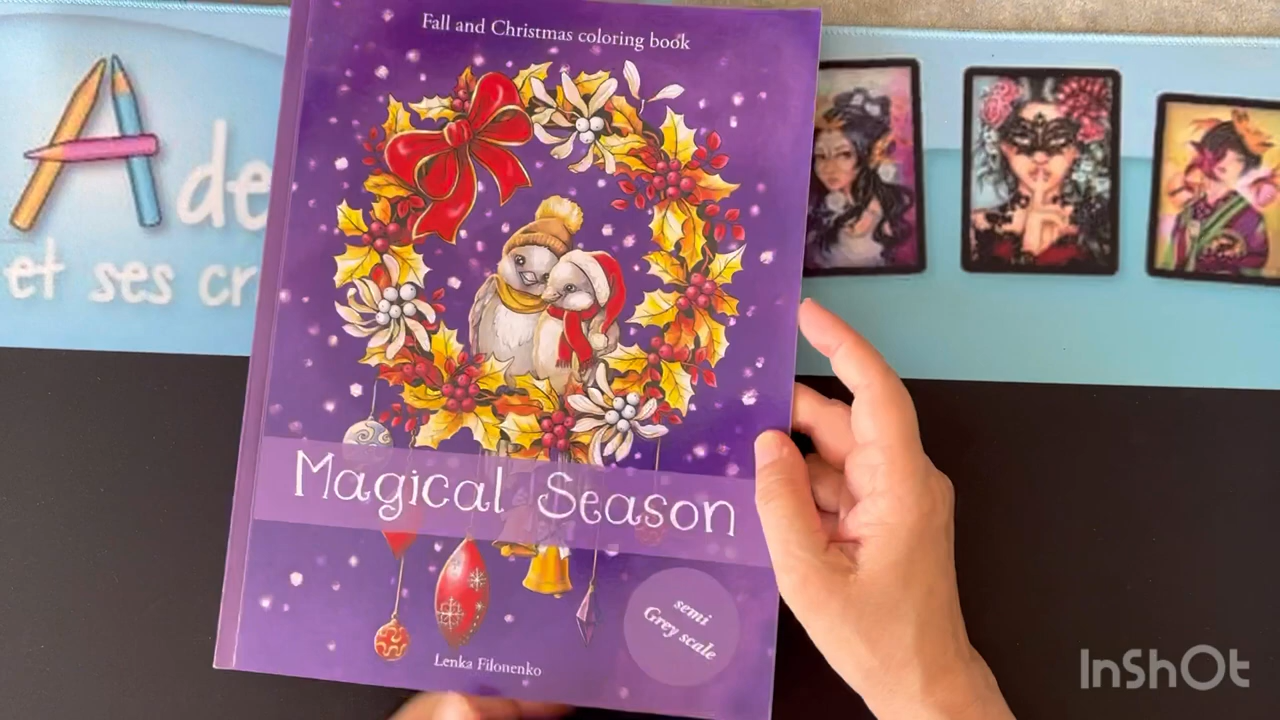 Fall and Christmas coloring book
A de
et ses cr
Magical Season
semi
Grey scale
Lenka Filonenko
InShOt